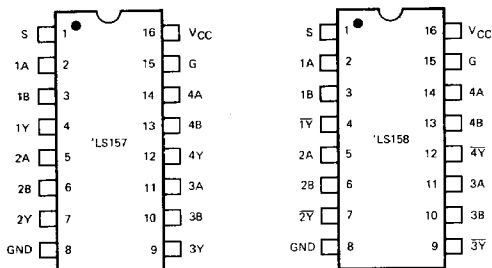 S 1 16 VCC
1A 2 15 G
1B 3 14 4A
1Y 4 13 4B
2A 5 'LS157 12 4Y
2B 6 11 3A
2Y 7 10 3B
GND 8 9 3Y
S 1 16 VCC
1A 2 15 G
1B 3 14 4A
1Y̅ 4 13 4B
2A 5 'LS158 12 4Y̅
2B 6 11 3A
2Y̅ 7 10 3B
GND 8 9 3Y̅